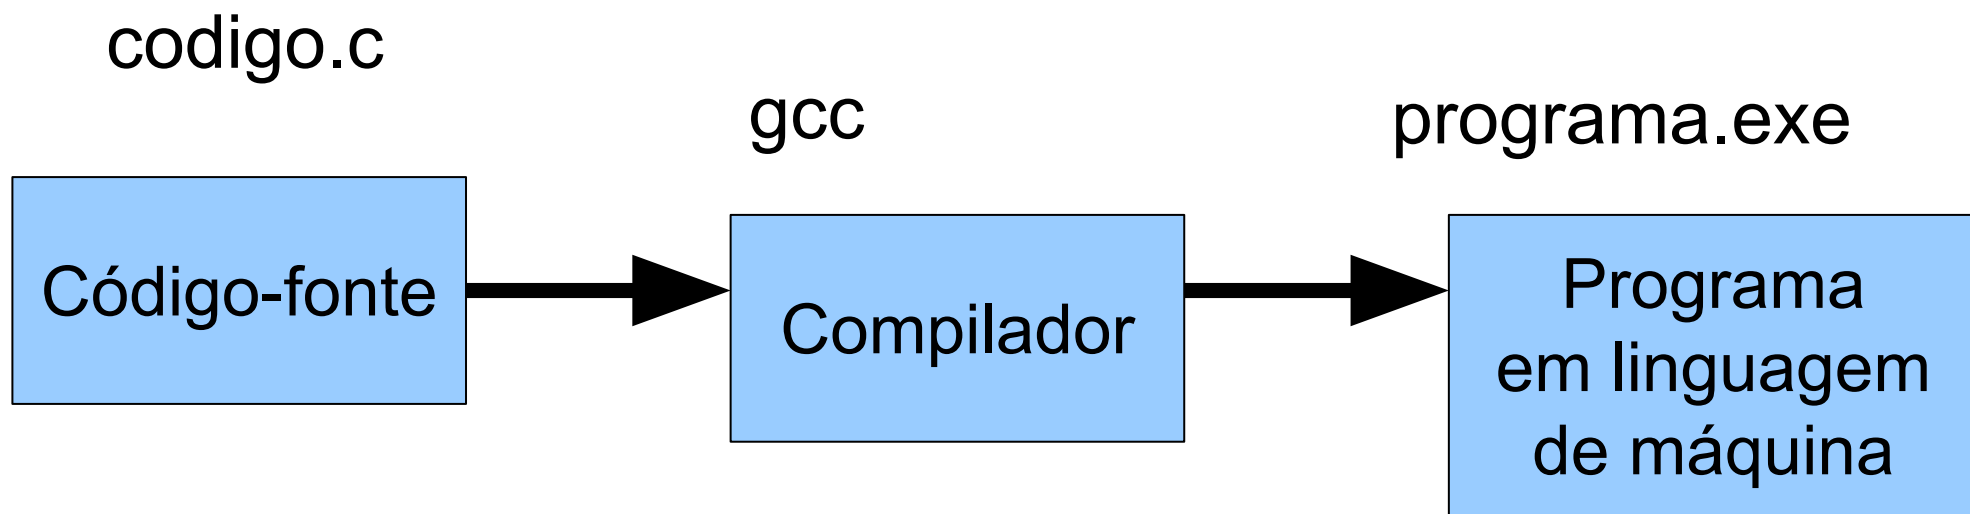 codigo.c
gcc
programa.exe
Código-fonte
Compilador
Programa
em linguagem
de máquina